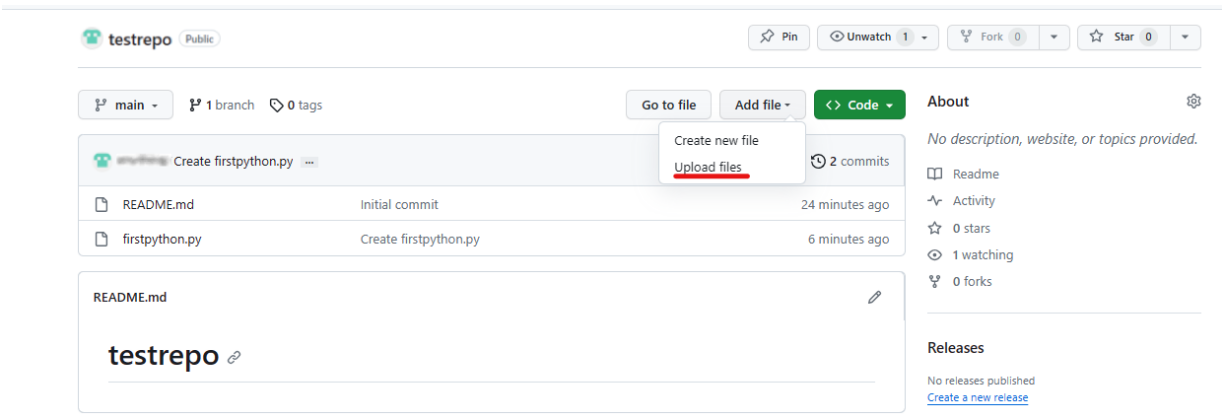 testrepo Public
Pin
Unwatch 1
Fork 0
Star 0
main
1 branch
0 tags
Go to file
Add file
<> Code
Create new file
Upload files
Create firstpython.py ...
2 commits
README.md Initial commit 24 minutes ago
firstpython.py Create firstpython.py 6 minutes ago
README.md
testrepo
About
No description, website, or topics provided.
Readme
Activity
0 stars
1 watching
0 forks
Releases
No releases published
Create a new release